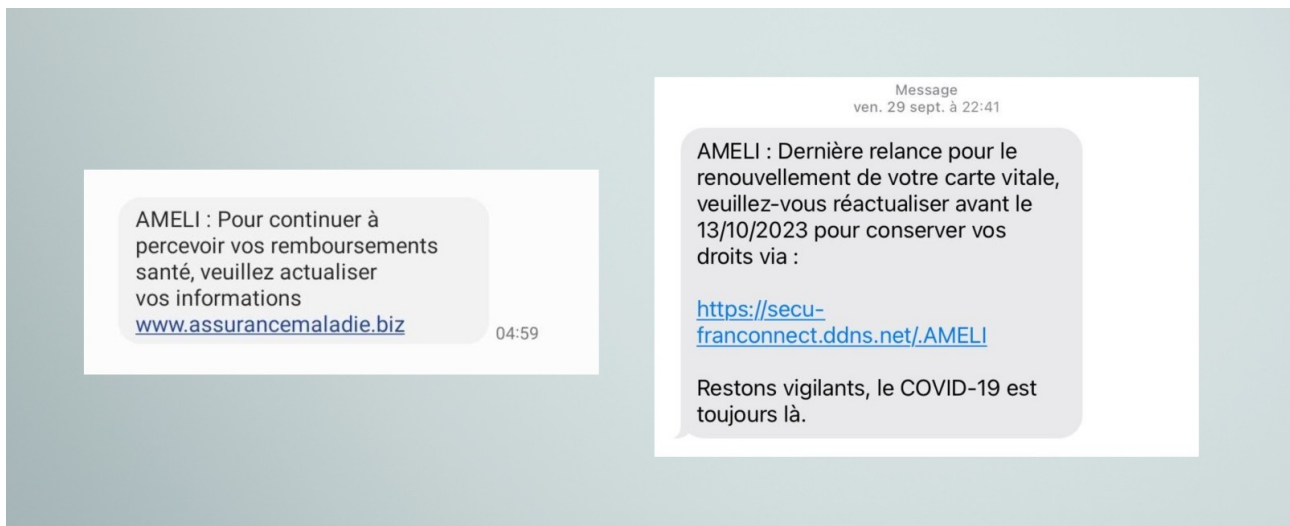 AMELI : Pour continuer à
percevoir vos remboursements
santé, veuillez actualiser
vos informations
www.assurancemaladie.biz
04:59
Message
ven. 29 sept. à 22:41
AMELI : Dernière relance pour le
renouvellement de votre carte vitale,
veuillez-vous réactualiser avant le
13/10/2023 pour conserver vos
droits via :
https://secu-
franconnect.ddns.net/.AMELI
Restons vigilants, le COVID-19 est
toujours là.